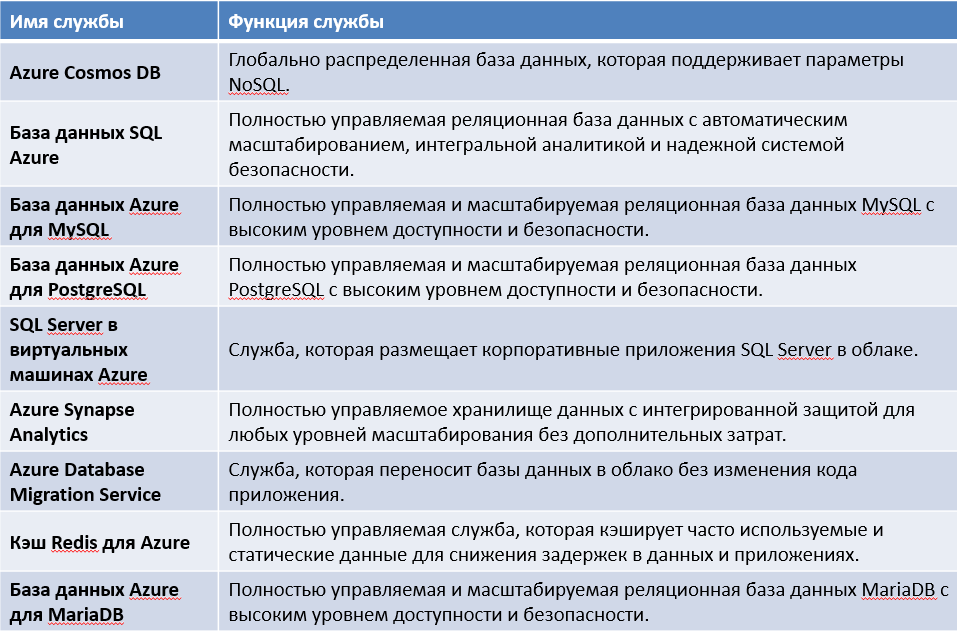 Имя службы
Функция службы
Azure Cosmos DB
Глобально распределенная база данных, которая поддерживает параметры
NoSQL.
База данных SQL
Azure
Полностью управляемая реляционная база данных с автоматическим
масштабированием, интегральной аналитикой и надежной системой
безопасности.
База данных Azure
для MySQL
Полностью управляемая и масштабируемая реляционная база данных MySQL с
высоким уровнем доступности и безопасности.
База данных Azure
для PostgreSQL
Полностью управляемая и масштабируемая реляционная база данных
PostgreSQL с высоким уровнем доступности и безопасности.
SQL Server в
виртуальных
машинах Azure
Служба, которая размещает корпоративные приложения SQL Server в облаке.
Azure Synapse
Analytics
Полностью управляемое хранилище данных с интегрированной защитой для
любых уровней масштабирования без дополнительных затрат.
Azure Database
Migration Service
Служба, которая переносит базы данных в облако без изменения кода
приложения.
Кэш Redis для Azure
Полностью управляемая служба, которая кэширует часто используемые и
статические данные для снижения задержек в данных и приложениях.
База данных Azure
для MariaDB
Полностью управляемая и масштабируемая реляционная база данных MariaDB с
высоким уровнем доступности и безопасности.